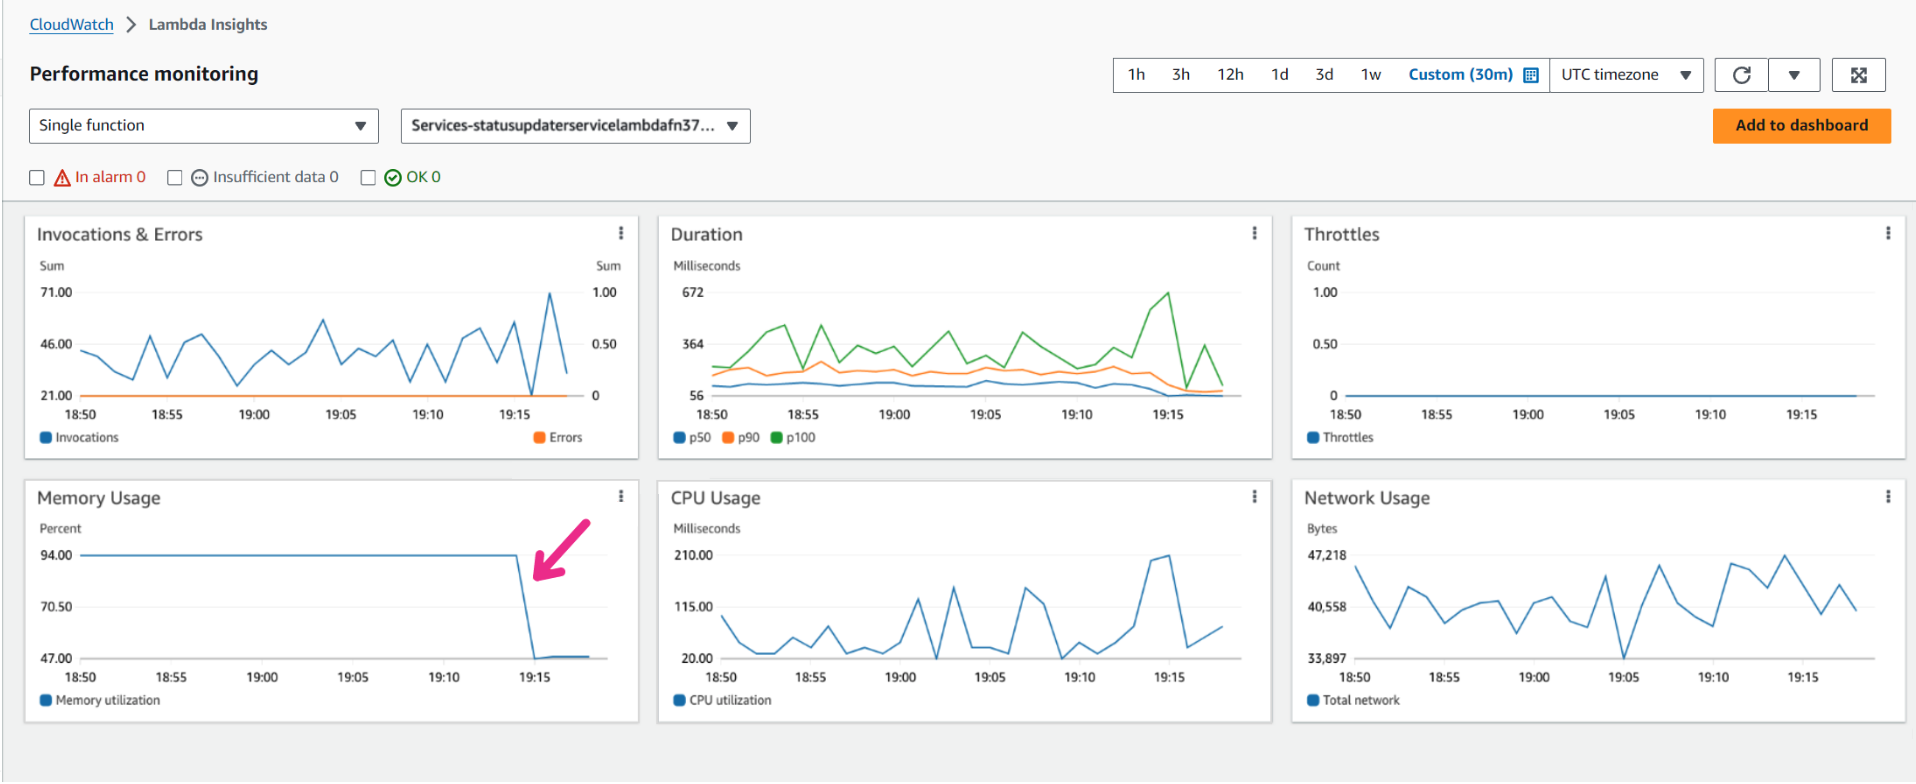 CloudWatch > Lambda Insights
Performance monitoring
1h 3h 12h 1d 3d 1w Custom (30m) UTC timezone
Single function
Services-statusupdaterservicelambdafn37...
Add to dashboard
In alarm 0 Insufficient data 0 OK 0
Invocations & Errors
Sum Sum
71.00 1.00
46.00 0.50
21.00 0
18:50 18:55 19:00 19:05 19:10 19:15
Invocations Errors
Duration
Milliseconds
672
364
56
18:50 18:55 19:00 19:05 19:10 19:15
p50 p90 p100
Throttles
Count
1.00
0.50
0
18:50 18:55 19:00 19:05 19:10 19:15
Throttles
Memory Usage
Percent
94.00
70.50
47.00
18:50 18:55 19:00 19:05 19:10 19:15
Memory utilization
CPU Usage
Milliseconds
210.00
115.00
20.00
18:50 18:55 19:00 19:05 19:10 19:15
CPU utilization
Network Usage
Bytes
47,218
40,558
33,897
18:50 18:55 19:00 19:05 19:10 19:15
Total network